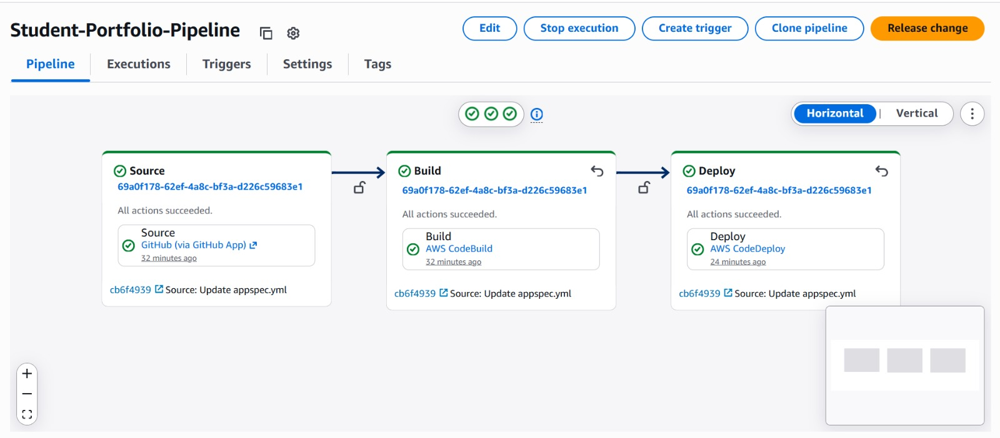 Student-Portfolio-Pipeline
Edit
Stop execution
Create trigger
Clone pipeline
Release change
Pipeline
Executions
Triggers
Settings
Tags
Horizontal | Vertical
Source
69a0f178-62ef-4a8c-bf3a-d226c59683e1
All actions succeeded.
Source
GitHub (via GitHub App)
32 minutes ago
cb6f4939 Source: Update appspec.yml
Build
69a0f178-62ef-4a8c-bf3a-d226c59683e1
All actions succeeded.
Build
AWS CodeBuild
32 minutes ago
cb6f4939 Source: Update appspec.yml
Deploy
69a0f178-62ef-4a8c-bf3a-d226c59683e1
All actions succeeded.
Deploy
AWS CodeDeploy
24 minutes ago
cb6f4939 Source: Update appspec.yml